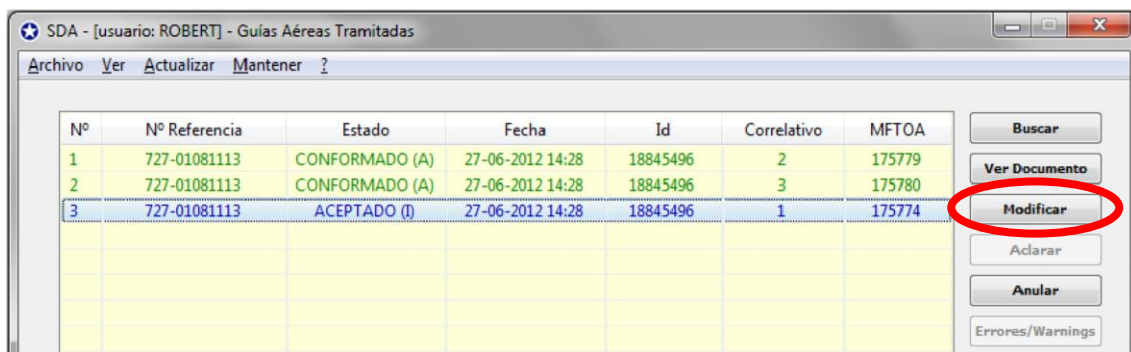 SDA - [usuario: ROBERT] - Guías Aéreas Tramitadas
Archivo Ver Actualizar Mantener ?
Nº Nº Referencia Estado Fecha Id Correlativo MFTOA
1 727-01081113 CONFORMADO (A) 27-06-2012 14:28 18845496 2 175779
2 727-01081113 CONFORMADO (A) 27-06-2012 14:28 18845496 3 175780
3 727-01081113 ACEPTADO (I) 27-06-2012 14:28 18845496 1 175774
Buscar
Ver Documento
Modificar
Aclarar
Anular
Errores/Warnings